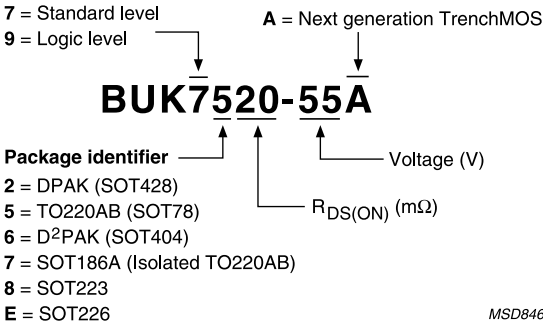 7 = Standard level
9 = Logic level
A = Next generation TrenchMOS
BUK7520-55A
Package identifier
2 = DPAK (SOT428)
5 = TO220AB (SOT78)
6 = D²PAK (SOT404)
7 = SOT186A (Isolated TO220AB)
8 = SOT223
E = SOT226
Voltage (V)
RDS(ON) (mΩ)
MSD846